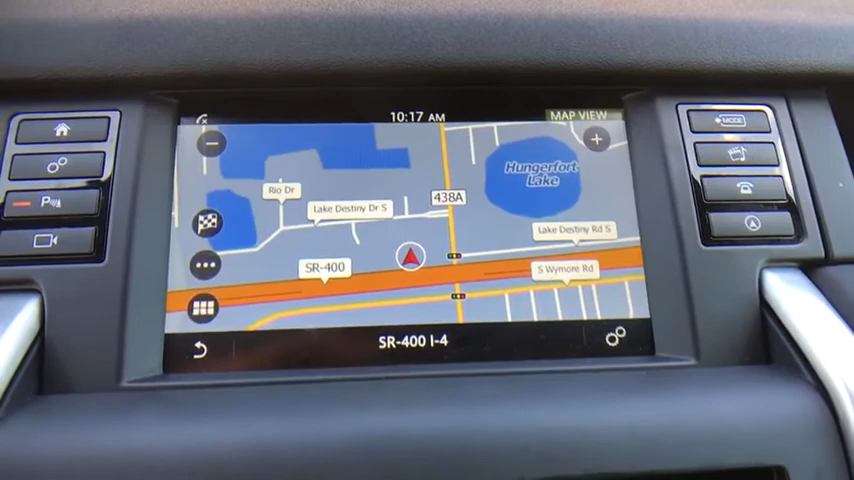 10:17 AM
MAP VIEW
MODE
Hungerfort
Lake
Rio Dr
438A
Lake Destiny Dr S
Lake Destiny Rd S
SR-400
S Wymore Rd
SR-400 I-4
P